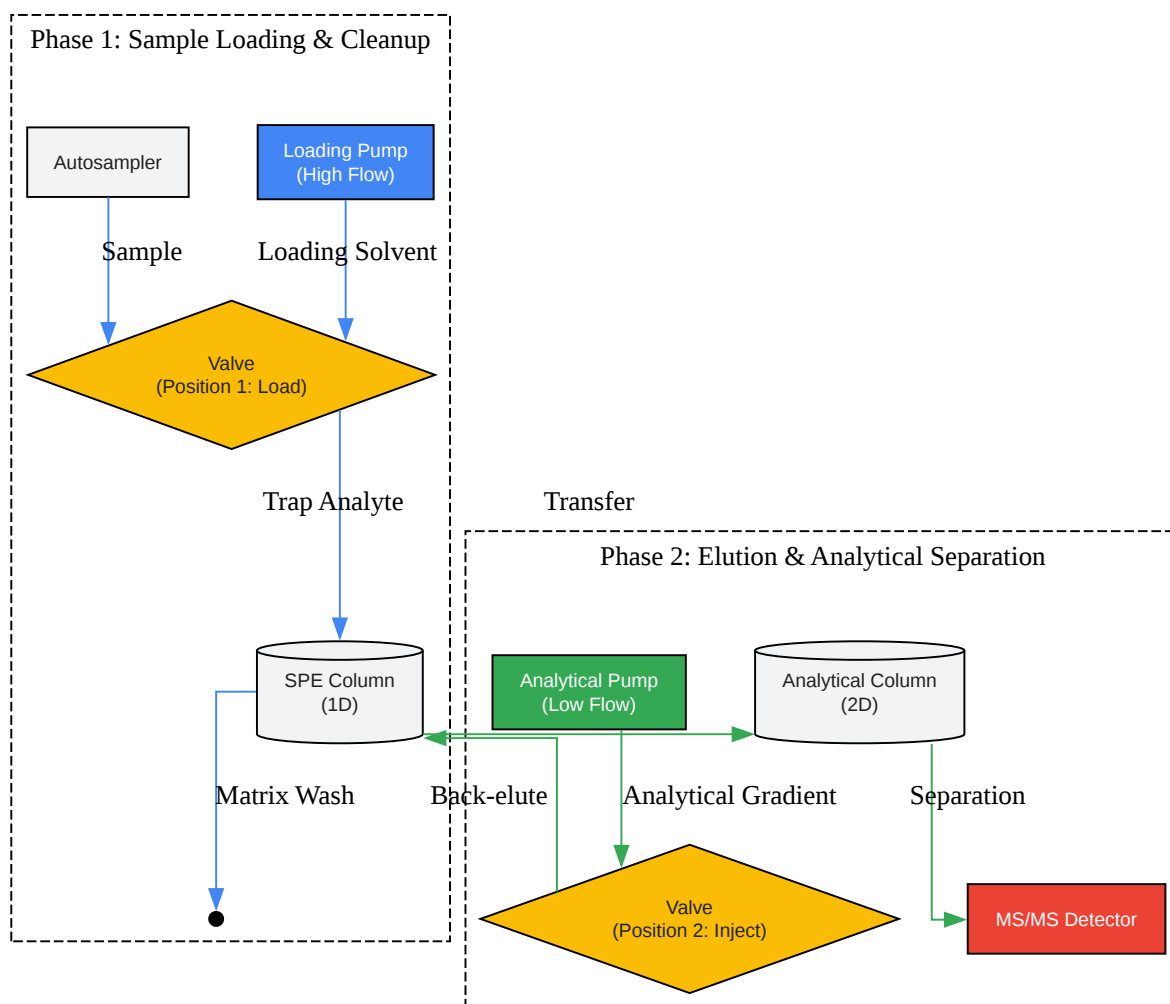 Phase 1: Sample Loading & Cleanup
Autosampler
Loading Pump
(High Flow)
Sample
Loading Solvent
Valve
(Position 1: Load)
Trap Analyte
Transfer
Phase 2: Elution & Analytical Separation
SPE Column
(1D)
Analytical Pump
(Low Flow)
Analytical Column
(2D)
Matrix Wash
Back-elute
Analytical Gradient
Separation
Valve
(Position 2: Inject)
MS/MS Detector